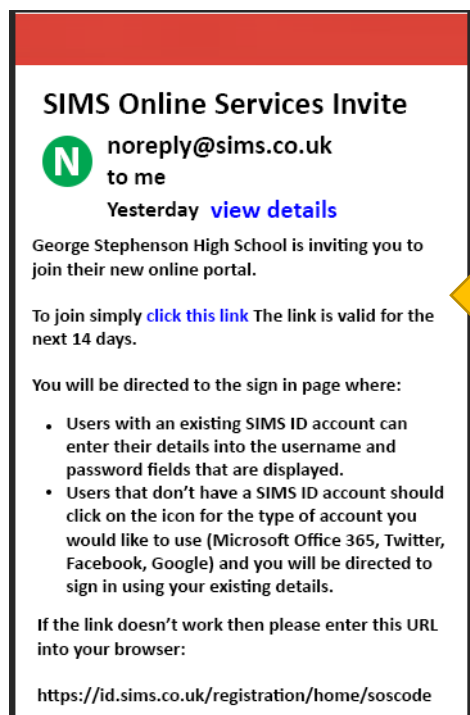 SIMS Online Services Invite
N
noreply@sims.co.uk
to me
Yesterday view details
George Stephenson High School is inviting you to
join their new online portal.
To join simply click this link The link is valid for the
next 14 days.
You will be directed to the sign in page where:
• Users with an existing SIMS ID account can
enter their details into the username and
password fields that are displayed.
• Users that don’t have a SIMS ID account should
click on the icon for the type of account you
would like to use (Microsoft Office 365, Twitter,
Facebook, Google) and you will be directed to
sign in using your existing details.
If the link doesn’t work then please enter this URL
into your browser:
https://id.sims.co.uk/registration/home/soscode